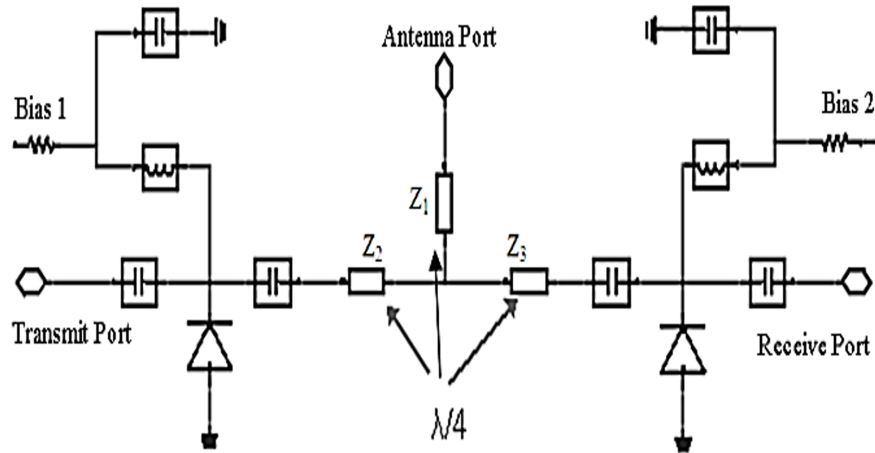 Antenna Port
Bias 1
Bias 2
Z1
Z2
Z3
Transmit Port
Receive Port
λ/4